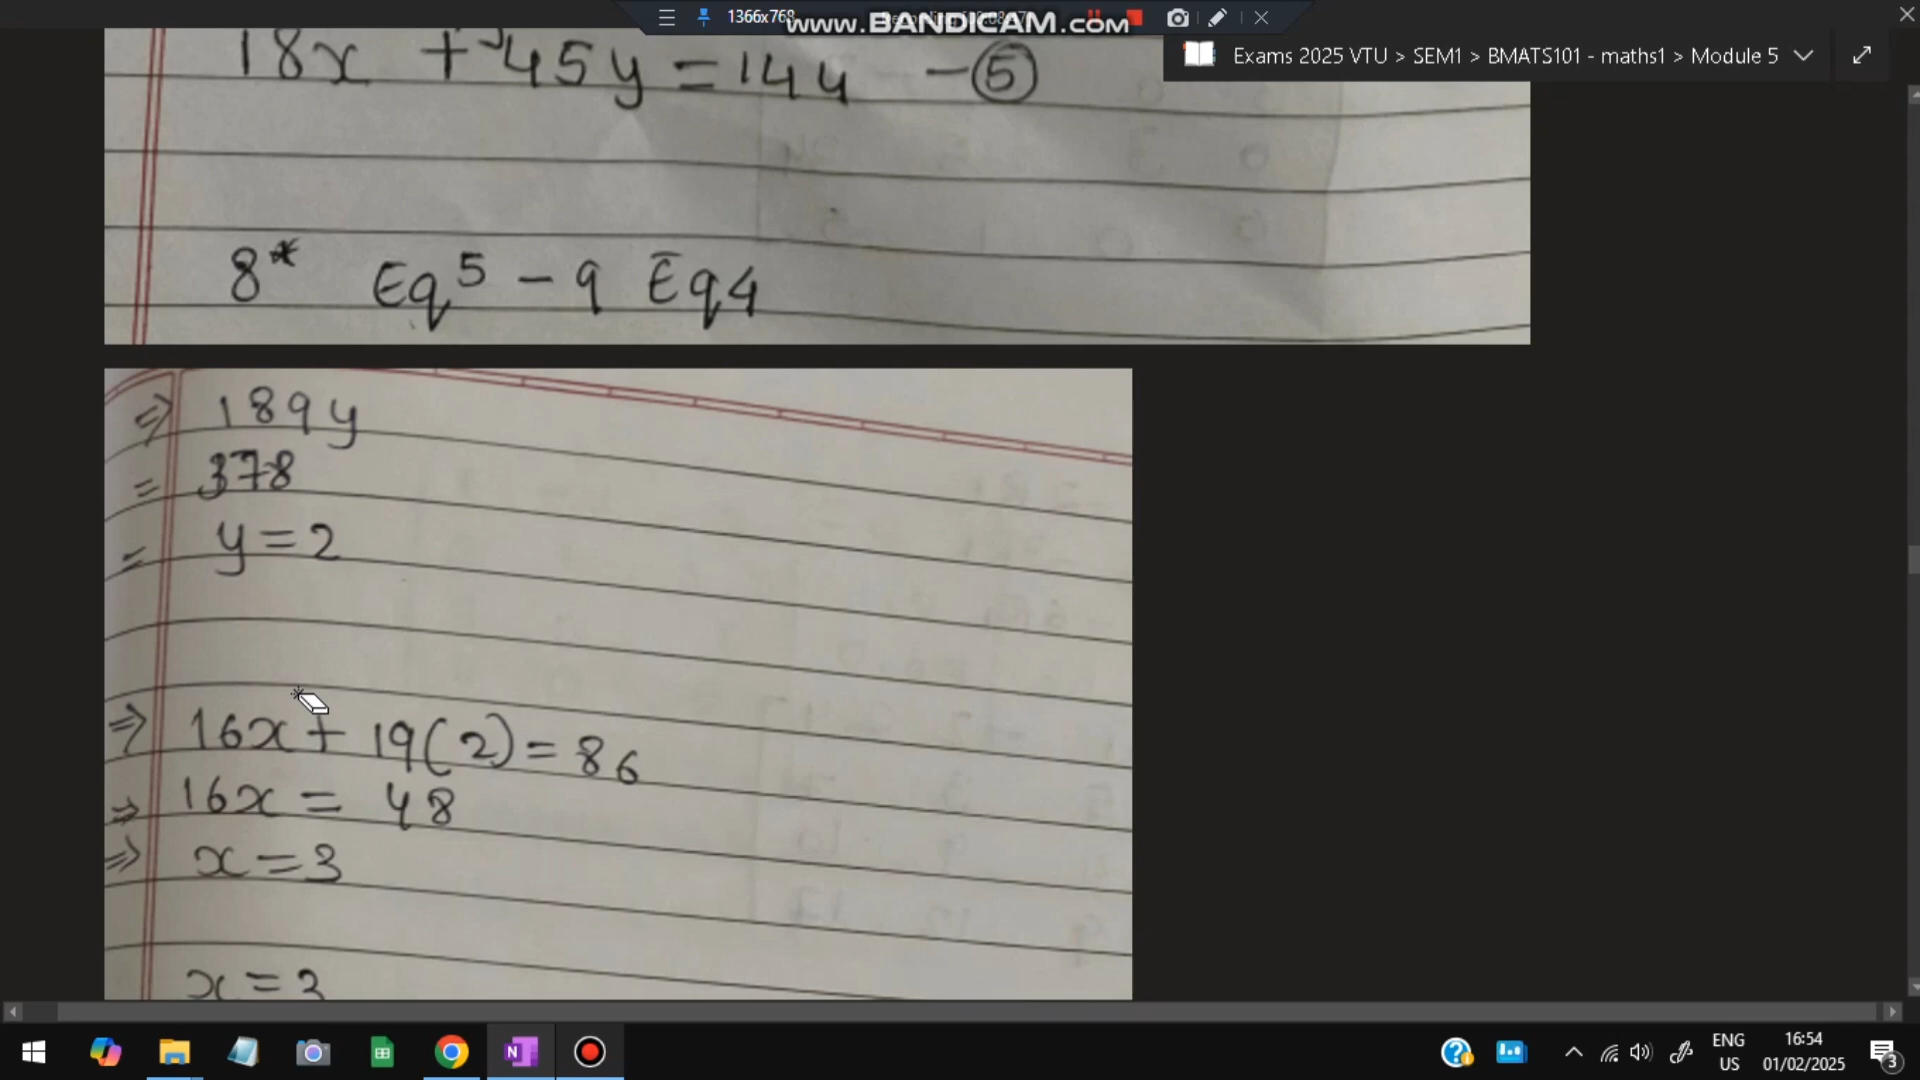 1366x768
www.BANDICAM.com
Exams 2025 VTU > SEM1 > BMATS101 - maths1 > Module 5
18x + 45y = 144 - ⑤
8* Eq5 - 9 Eq4
⇒ 189y
= 378
= y = 2
⇒ 16x + 19(2) = 86
⇒ 16x = 48
⇒ x = 3
x = 3
ENG
US
16:54
01/02/2025
3